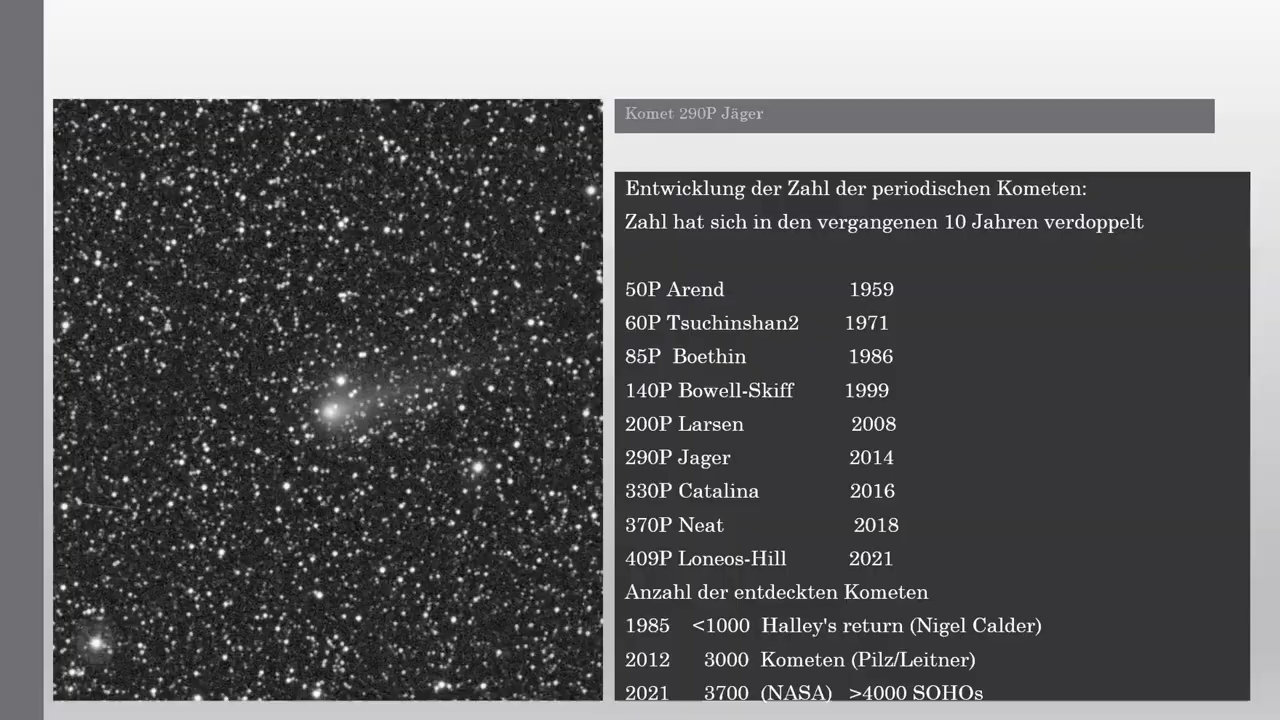 Komet 290P Jäger
Entwicklung der Zahl der periodischen Kometen:
Zahl hat sich in den vergangenen 10 Jahren verdoppelt
50P Arend 1959
60P Tsuchinshan2 1971
85P Boethin 1986
140P Bowell-Skiff 1999
200P Larsen 2008
290P Jager 2014
330P Catalina 2016
370P Neat 2018
409P Loneos-Hill 2021
Anzahl der entdeckten Kometen
1985 <1000 Halley's return (Nigel Calder)
2012 3000 Kometen (Pilz/Leitner)
2021 3700 (NASA) >4000 SOHOs